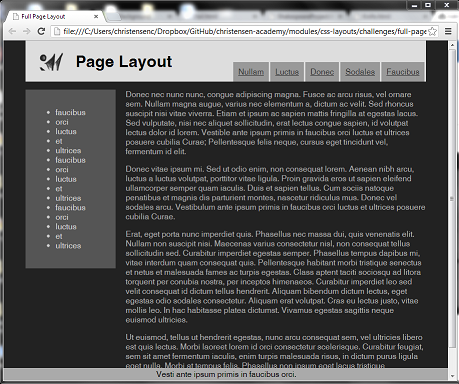 Full Page Layout
file:///C:/Users/christensenc/Dropbox/GitHub/christensen-academy/modules/css-layouts/challenges/full-page
Page Layout
Nullam Luctus Donec Sodales Faucibus
faucibus
orci
luctus
et
ultrices
faucibus
orci
luctus
et
ultrices
faucibus
orci
luctus
et
ultrices
Donec nec nunc nunc, congue adipiscing magna. Fusce ac arcu risus, vel ornare
sem. Nullam magna augue, varius nec elementum a, dictum ac velit. Sed rhoncus
suscipit nisi vitae viverra. Etiam et ipsum ac sapien mattis fringilla at egestas lacus.
Sed vulputate, nisi nec aliquet sollicitudin, erat lectus congue sapien, id volutpat
lectus dolor id lorem. Vestible ante ipsum primis in faucibus orci luctus et ultrices
posuere cubilia Curae; Pellentesque felis neque, cursus eget tincidunt vel,
fermentum id elit.
Donec vitae ipsum mi. Sed ut odio enim, non consequat lorem. Aenean nibh arcu,
luctus a luctus volutpat, porttitor vitae ligula. Proin gravida eros ut sapien eleifend
ullamcorper semper quam iaculis. Duis et sapien tellus. Cum sociis natoque
penatibus et magnis dis parturient montes, nascetur ridiculus mus. Donec vel
sodales arcu. Vestibulum ante ipsum primis in faucibus orci luctus et ultrices posuere
cubilia Curae.
Erat, eget porta nunc imperdiet quis. Phasellus nec massa dui, quis venenatis elit.
Nullam non suscipit nisi. Maecenas varius consectetur nisl, non consequat tellus
sollicitudin sed. Curabitur imperdiet egestas semper. Phasellus tempus dapibus mi,
vitae interdum quam consequat quis. Pellentesque habitant morbi tristique senectus
et netus et malesuada fames ac turpis egestas. Class aptent taciti sociosqu ad litora
torquent per conubia nostra, per inceptos himenaeos. Curabitur imperdiet leo sed
velit consequat id dictum tellus hendrerit. Aliquam bibendum dictum lectus, eget
egestas odio sodales consectetur. Aliquam erat volutpat. Cras eu lectus justo, vitae
mollis leo. In hac habitasse platea dictumst. Vivamus egestas sagittis neque
euismod ultricies.
Ut euismod, tellus ut hendrerit egestas, nunc arcu consequat sem, vel ultricies libero
est quis lectus. Morbi laoreet lorem id orci consectetur scelerisque. Curabitur feugiat,
sem sit amet fermentum iaculis, enim turpis malesuada risus, in dictum purus ligula
eget nulla. Morbi at tempus felis. Phasellus non ipsum eget lacus tristique
Vesti ante ipsum primis in faucibus orci.